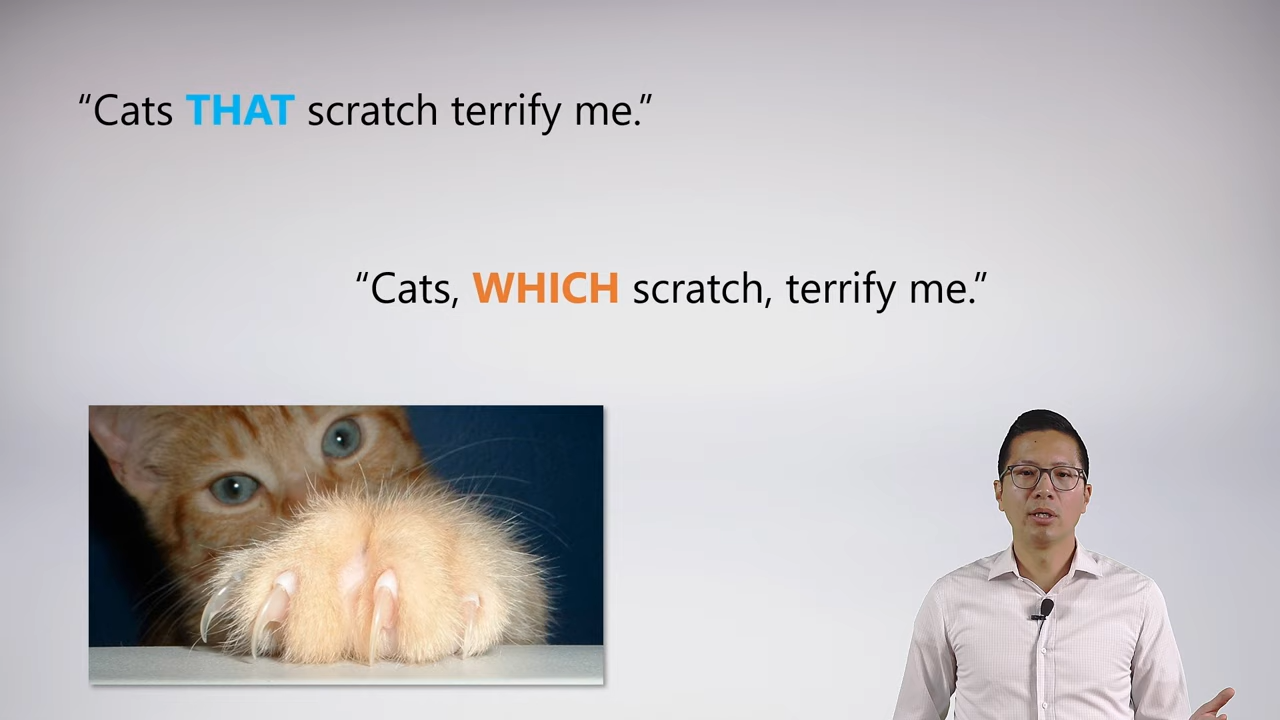 “Cats THAT scratch terrify me.”
“Cats, WHICH scratch, terrify me.”